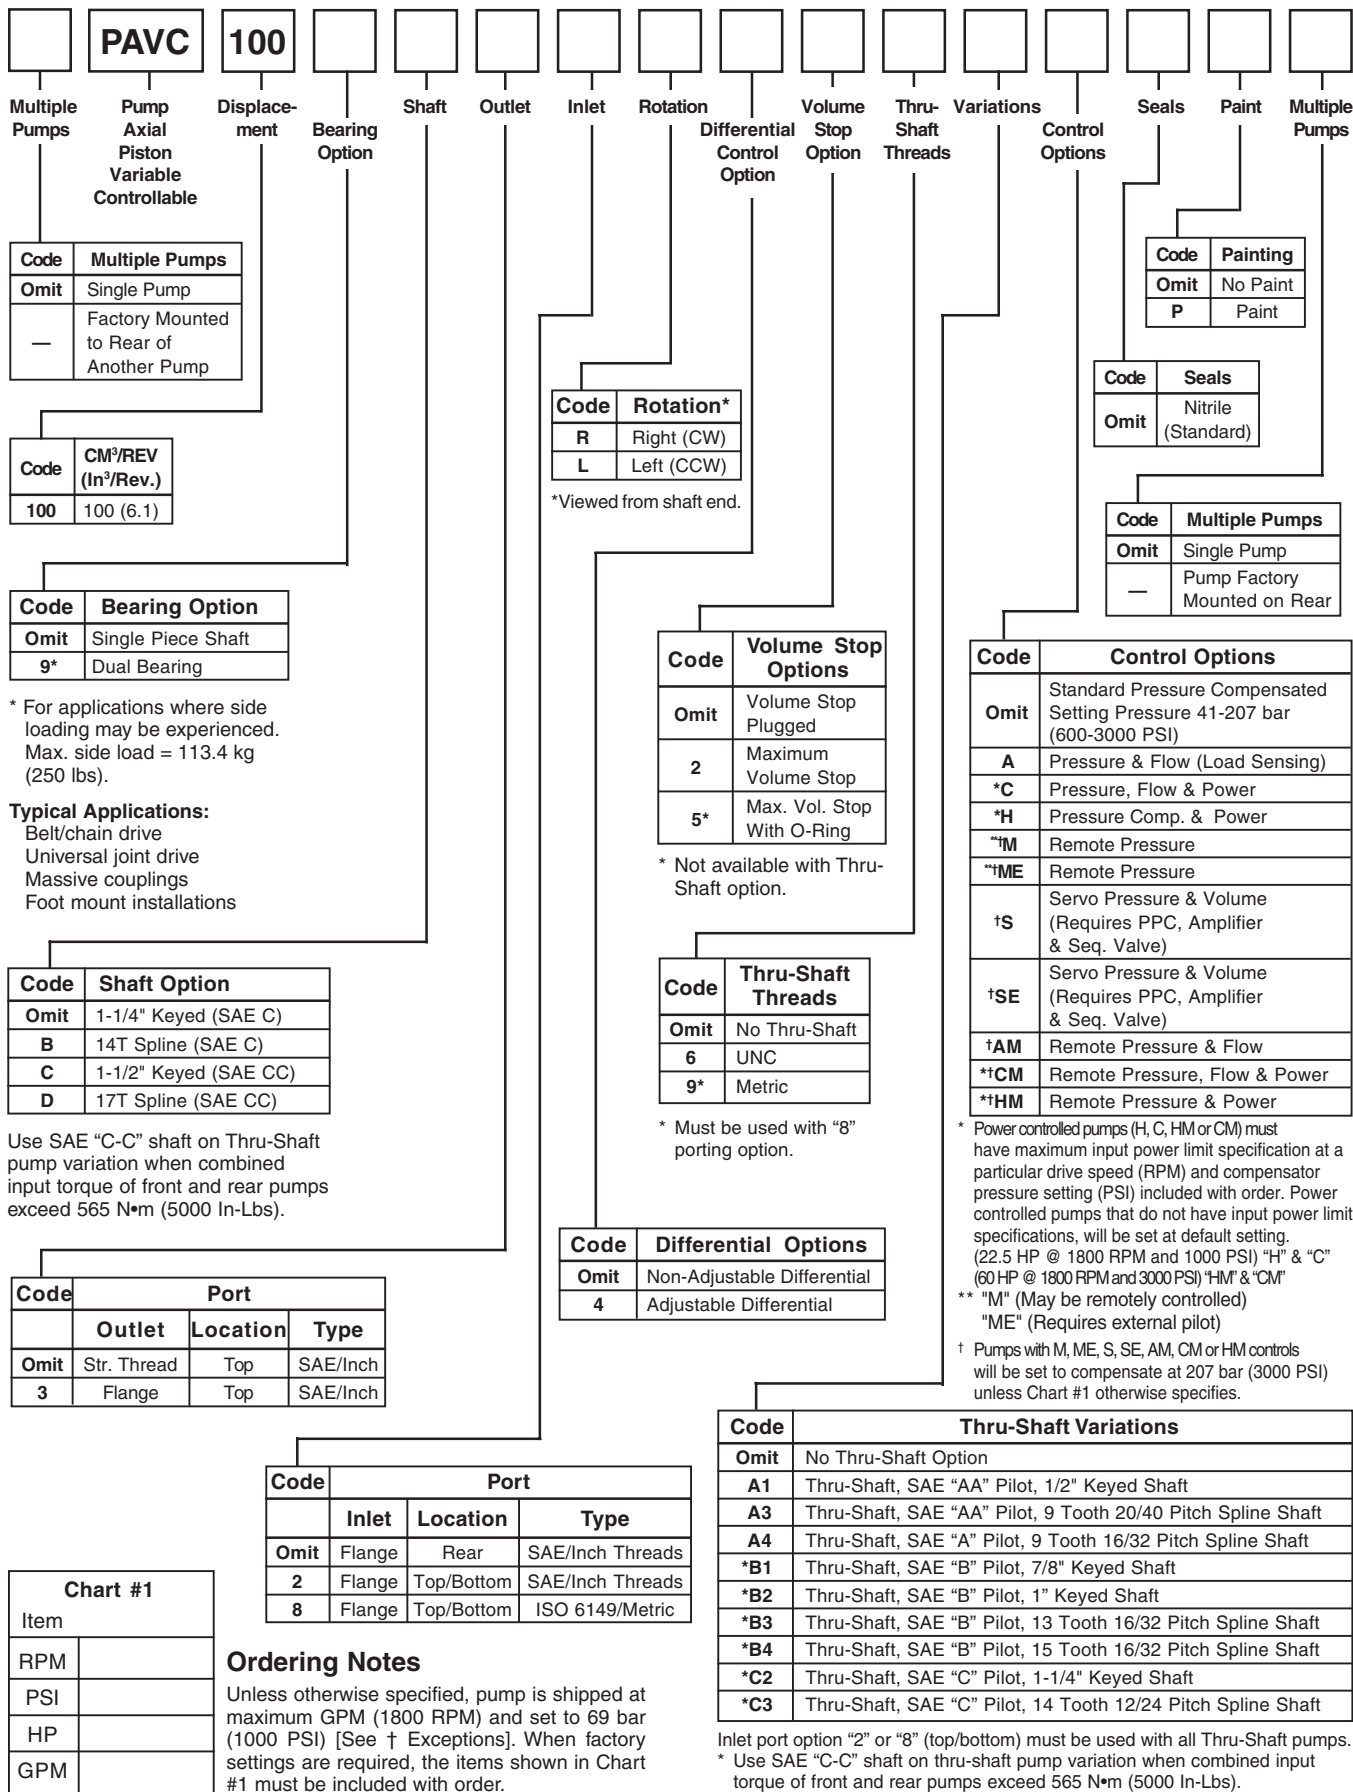 PAVC 100
Multiple
Pumps
Pump
Axial
Piston
Variable
Controllable
Displace-
ment
Bearing
Option
Shaft
Outlet
Inlet
Rotation
Differential
Control
Option
Volume
Stop
Option
Thru-
Shaft
Threads
Variations
Control
Options
Seals
Paint
Multiple
Pumps
Code Multiple Pumps
Omit Single Pump
— Factory Mounted
to Rear of
Another Pump
Code Painting
Omit No Paint
P Paint
Code Seals
Omit Nitrile
(Standard)
Code Rotation*
R Right (CW)
L Left (CCW)
*Viewed from shaft end.
Code CM³/REV
(In³/Rev.)
100 100 (6.1)
Code Multiple Pumps
Omit Single Pump
— Pump Factory
Mounted on Rear
Code Bearing Option
Omit Single Piece Shaft
9* Dual Bearing
* For applications where side
loading may be experienced.
Max. side load = 113.4 kg
(250 lbs).
Typical Applications:
Belt/chain drive
Universal joint drive
Massive couplings
Foot mount installations
Code Volume Stop
Options
Omit Volume Stop
Plugged
2 Maximum
Volume Stop
5* Max. Vol. Stop
With O-Ring
* Not available with Thru-
Shaft option.
Code Control Options
Omit Standard Pressure Compensated
Setting Pressure 41-207 bar
(600-3000 PSI)
A Pressure & Flow (Load Sensing)
*C Pressure, Flow & Power
*H Pressure Comp. & Power
**†M Remote Pressure
**†ME Remote Pressure
†S Servo Pressure & Volume
(Requires PPC, Amplifier
& Seq. Valve)
†SE Servo Pressure & Volume
(Requires PPC, Amplifier
& Seq. Valve)
†AM Remote Pressure & Flow
*†CM Remote Pressure, Flow & Power
*†HM Remote Pressure & Power
* Power controlled pumps (H, C, HM or CM) must
have maximum input power limit specification at a
particular drive speed (RPM) and compensator
pressure setting (PSI) included with order. Power
controlled pumps that do not have input power limit
specifications, will be set at default setting.
(22.5 HP @ 1800 RPM and 1000 PSI) “H” & “C”
(60 HP @ 1800 RPM and 3000 PSI) “HM” & “CM”
** "M" (May be remotely controlled)
"ME" (Requires external pilot)
† Pumps with M, ME, S, SE, AM, CM or HM controls
will be set to compensate at 207 bar (3000 PSI)
unless Chart #1 otherwise specifies.
Code Shaft Option
Omit 1-1/4" Keyed (SAE C)
B 14T Spline (SAE C)
C 1-1/2" Keyed (SAE CC)
D 17T Spline (SAE CC)
Use SAE “C-C” shaft on Thru-Shaft
pump variation when combined
input torque of front and rear pumps
exceed 565 N•m (5000 In-Lbs).
Code Thru-Shaft
Threads
Omit No Thru-Shaft
6 UNC
9* Metric
* Must be used with “8”
porting option.
Code Differential Options
Omit Non-Adjustable Differential
4 Adjustable Differential
Code Port
Outlet Location Type
Omit Str. Thread Top SAE/Inch
3 Flange Top SAE/Inch
Code Port
Inlet Location Type
Omit Flange Rear SAE/Inch Threads
2 Flange Top/Bottom SAE/Inch Threads
8 Flange Top/Bottom ISO 6149/Metric
Code Thru-Shaft Variations
Omit No Thru-Shaft Option
A1 Thru-Shaft, SAE “AA” Pilot, 1/2" Keyed Shaft
A3 Thru-Shaft, SAE “AA” Pilot, 9 Tooth 20/40 Pitch Spline Shaft
A4 Thru-Shaft, SAE “A” Pilot, 9 Tooth 16/32 Pitch Spline Shaft
*B1 Thru-Shaft, SAE “B” Pilot, 7/8" Keyed Shaft
*B2 Thru-Shaft, SAE “B” Pilot, 1” Keyed Shaft
*B3 Thru-Shaft, SAE “B” Pilot, 13 Tooth 16/32 Pitch Spline Shaft
*B4 Thru-Shaft, SAE “B” Pilot, 15 Tooth 16/32 Pitch Spline Shaft
*C2 Thru-Shaft, SAE “C” Pilot, 1-1/4" Keyed Shaft
*C3 Thru-Shaft, SAE “C” Pilot, 14 Tooth 12/24 Pitch Spline Shaft
Inlet port option “2” or “8” (top/bottom) must be used with all Thru-Shaft pumps.
* Use SAE “C-C” shaft on thru-shaft pump variation when combined input
torque of front and rear pumps exceed 565 N•m (5000 In-Lbs).
Chart #1
Item
RPM
PSI
HP
GPM
Ordering Notes
Unless otherwise specified, pump is shipped at
maximum GPM (1800 RPM) and set to 69 bar
(1000 PSI) [See † Exceptions]. When factory
settings are required, the items shown in Chart
#1 must be included with order.